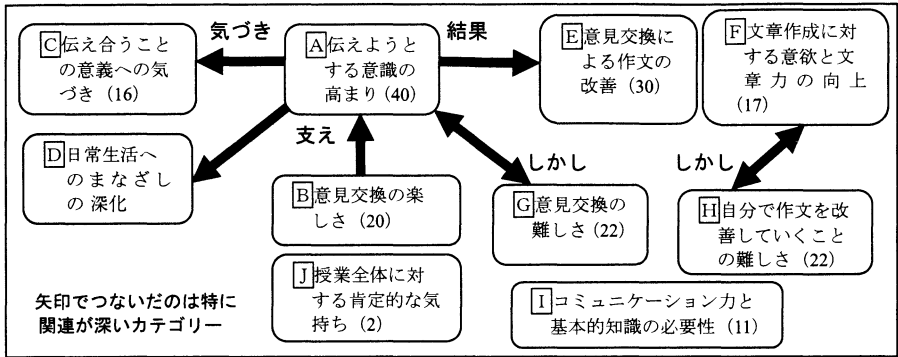 C伝え合うこと
の意義への気
づき（16）
気づき
A伝えようと
する意識の
高まり（40）
結果
E意見交換に
よる作文の
改善（30）
F文章作成に対
する意欲と文
章力の向上
（17）
D日常生活へ
のまなざし
の深化
支え
B意見交換の楽
しさ（20）
しかし
G意見交換の
難しさ（22）
しかし
H自分で作文を改
善していくこと
の難しさ（22）
J授業全体に対
する肯定的な気
持ち（2）
Iコミュニケーション力と
基本的知識の必要性（11）
矢印でつないだのは特に
関連が深いカテゴリー